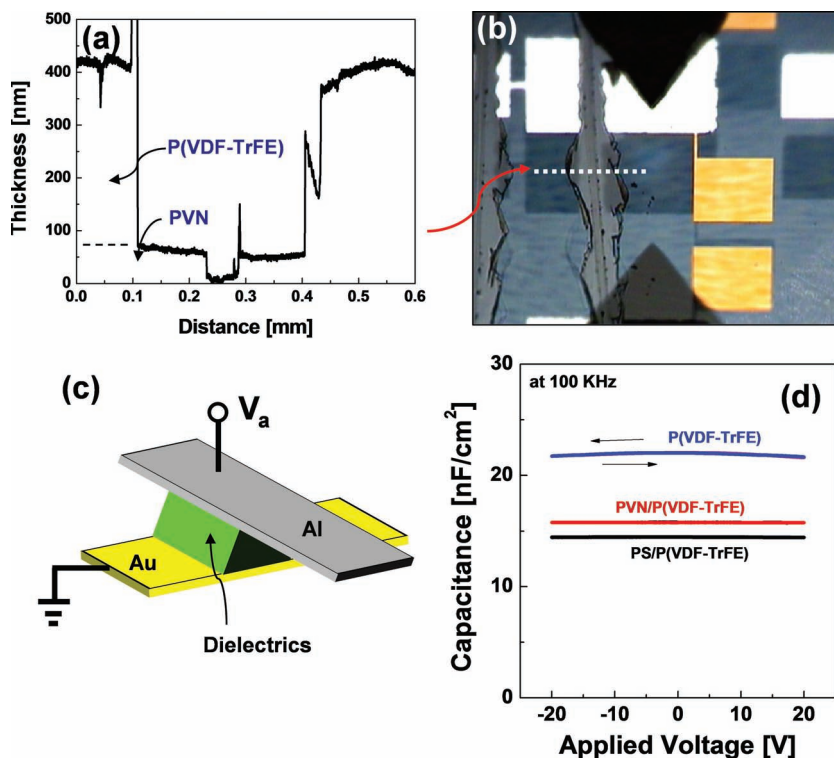 (a)
500
400
300
200
100
0
Thickness [nm]
P(VDF-TrFE)
PVN
0.0 0.1 0.2 0.3 0.4 0.5 0.6
Distance [mm]
(b)
(c)
Va
Al
Au
Dielectrics
(d)
at 100 KHz
30
20
10
0
Capacitance [nF/cm²]
P(VDF-TrFE)
PVN/P(VDF-TrFE)
PS/P(VDF-TrFE)
-20 -10 0 10 20
Applied Voltage [V]